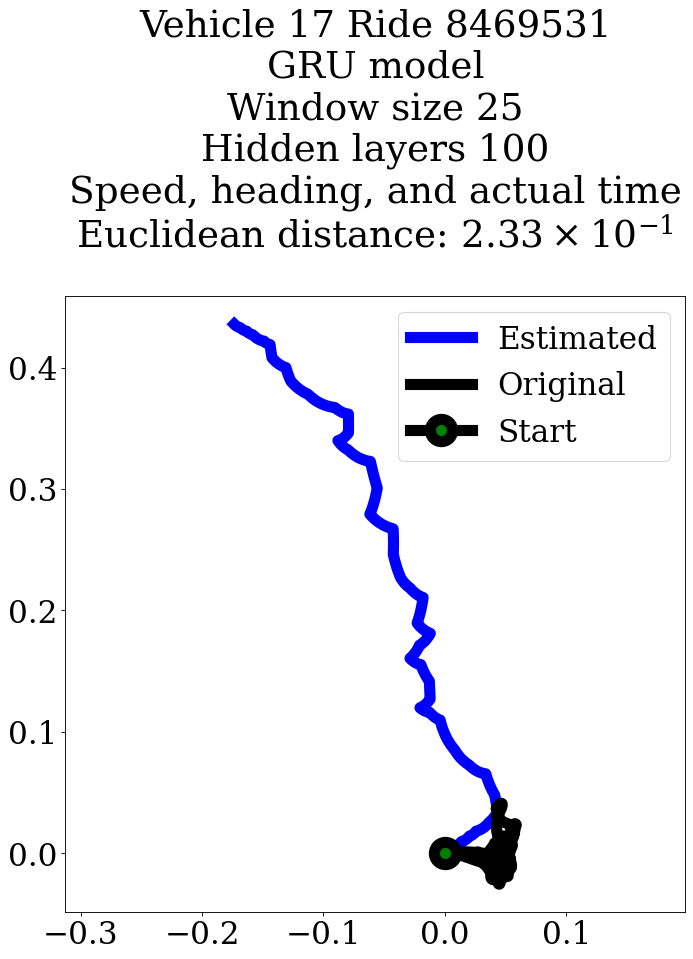 Vehicle 17 Ride 8469531
GRU model
Window size 25
Hidden layers 100
Speed, heading, and actual time
Euclidean distance: 2.33 × 10⁻¹
Estimated
Original
Start
0.4
0.3
0.2
0.1
0.0
−0.3 −0.2 −0.1 0.0 0.1